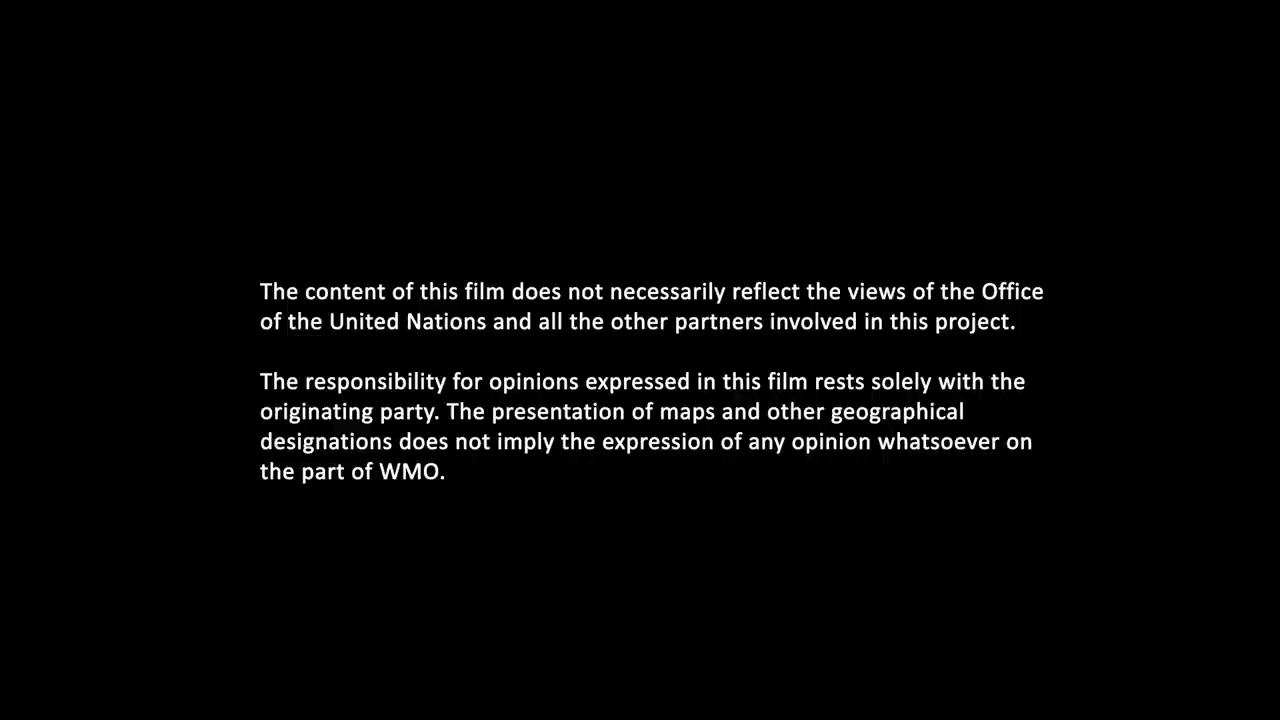 The content of this film does not necessarily reflect the views of the Office
of the United Nations and all the other partners involved in this project.
The responsibility for opinions expressed in this film rests solely with the
originating party. The presentation of maps and other geographical
designations does not imply the expression of any opinion whatsoever on
the part of WMO.